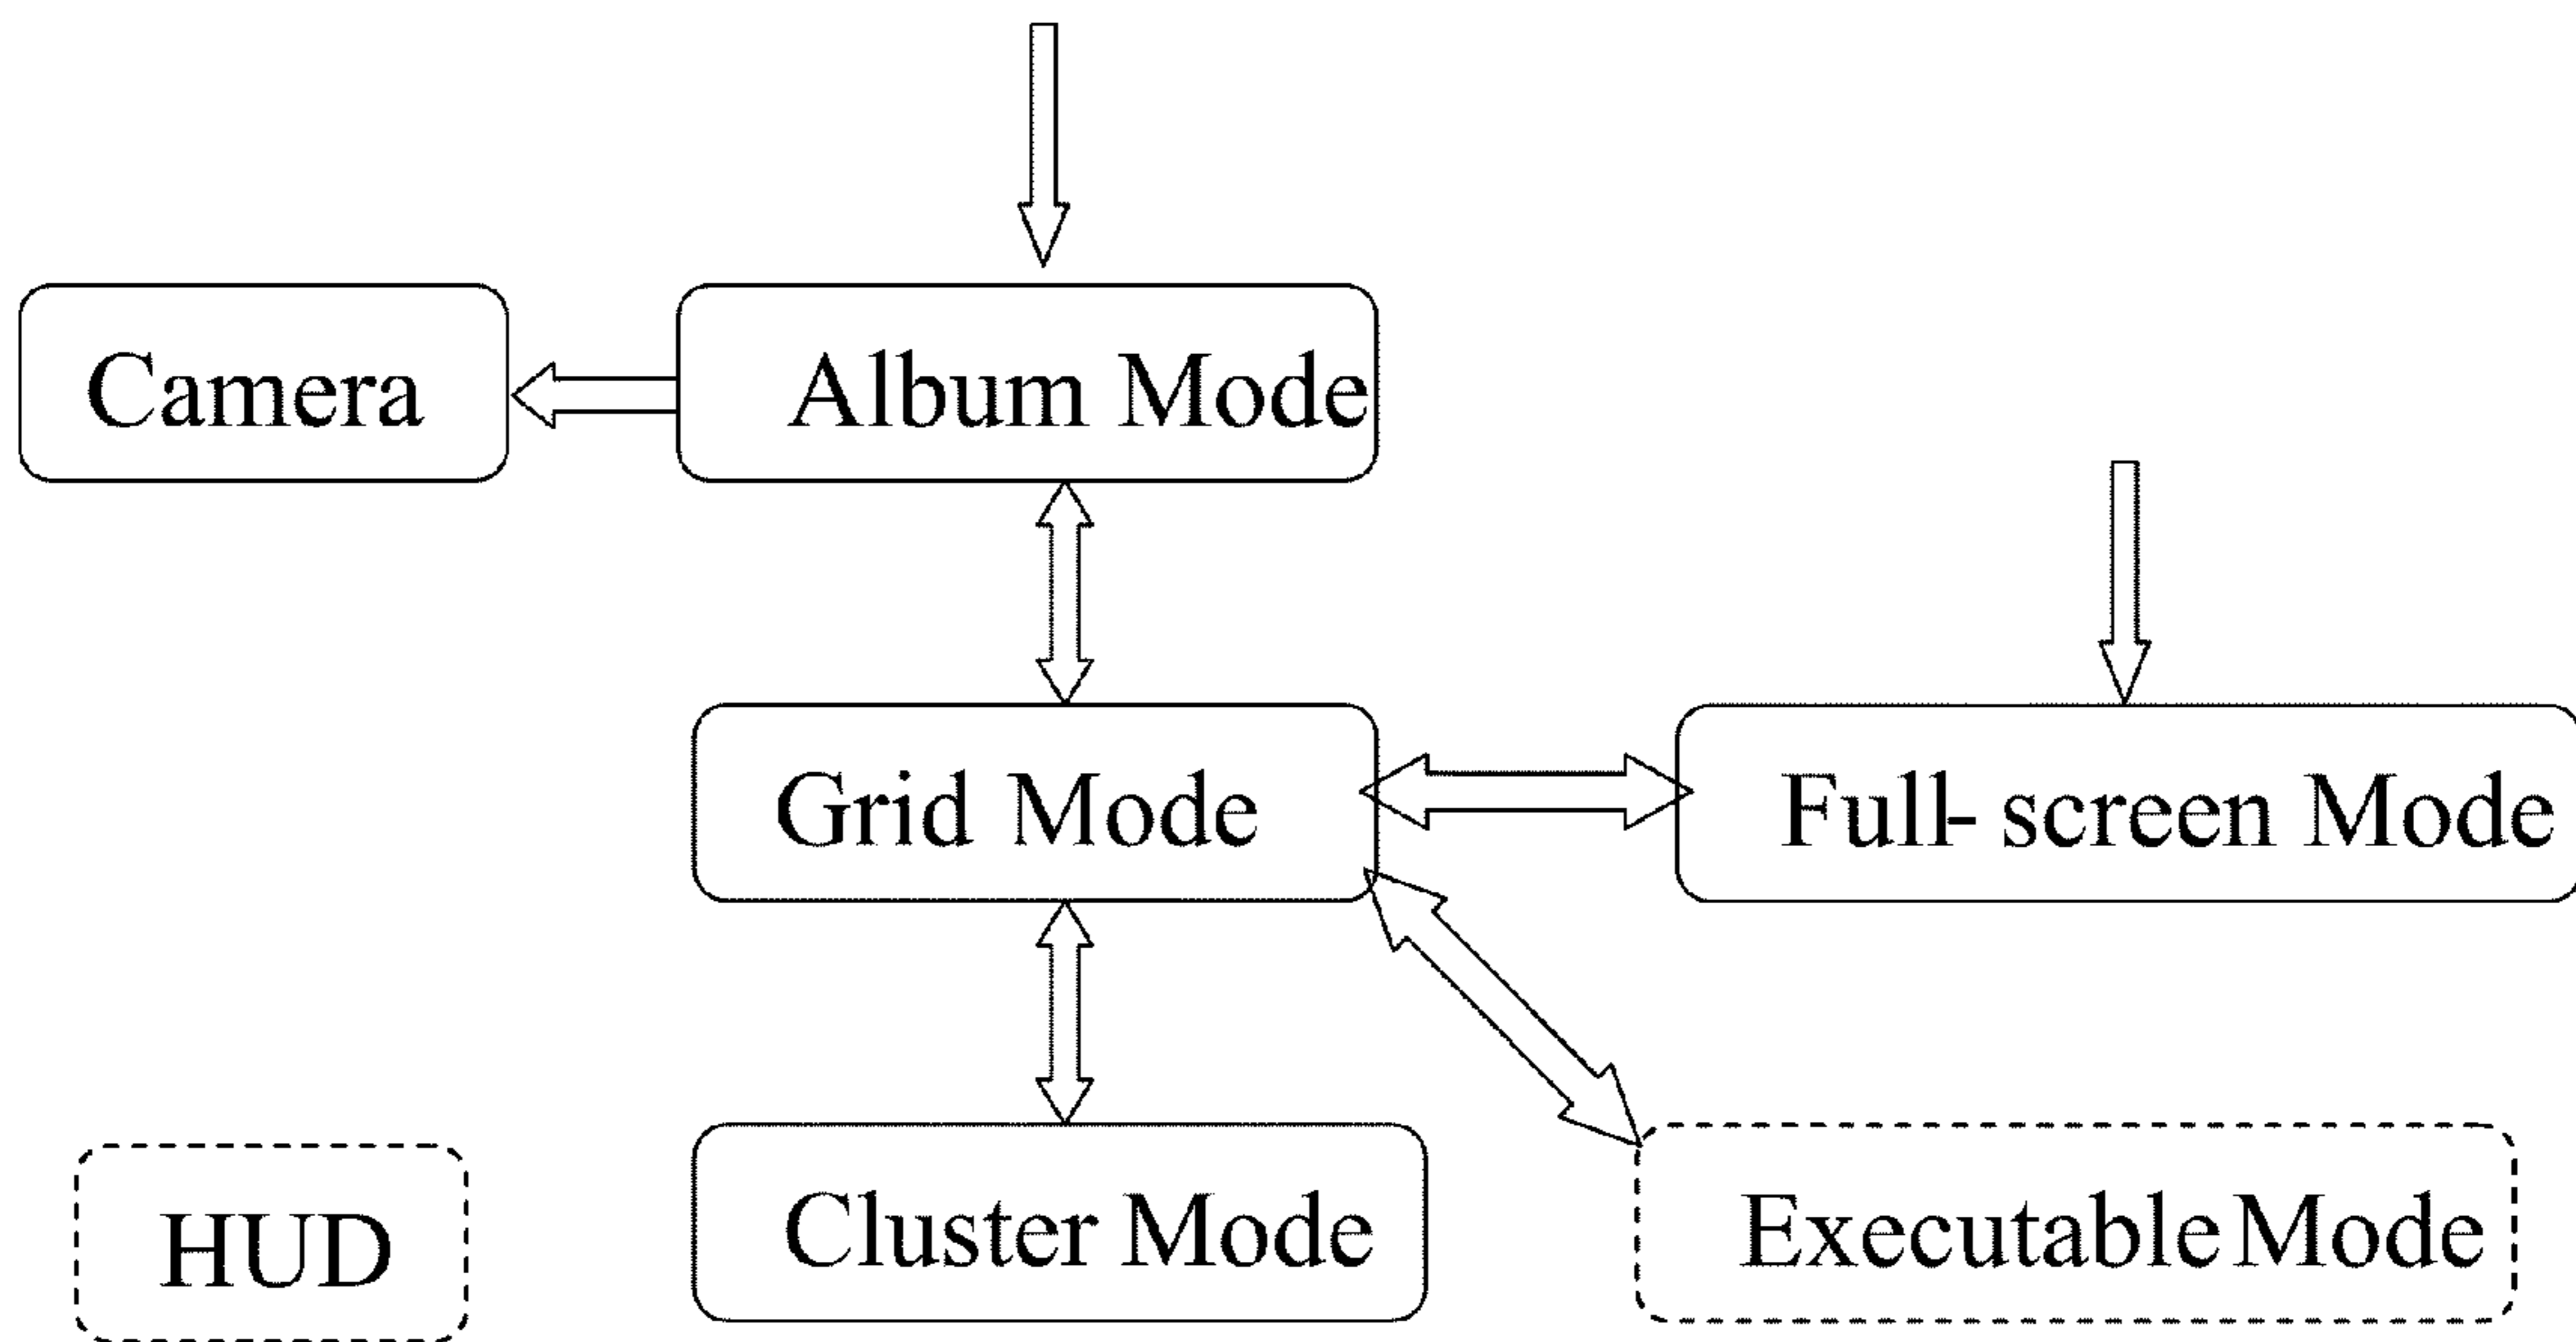 Camera
Album Mode
Grid Mode
Full- screen Mode
HUD
Cluster Mode
Executable Mode